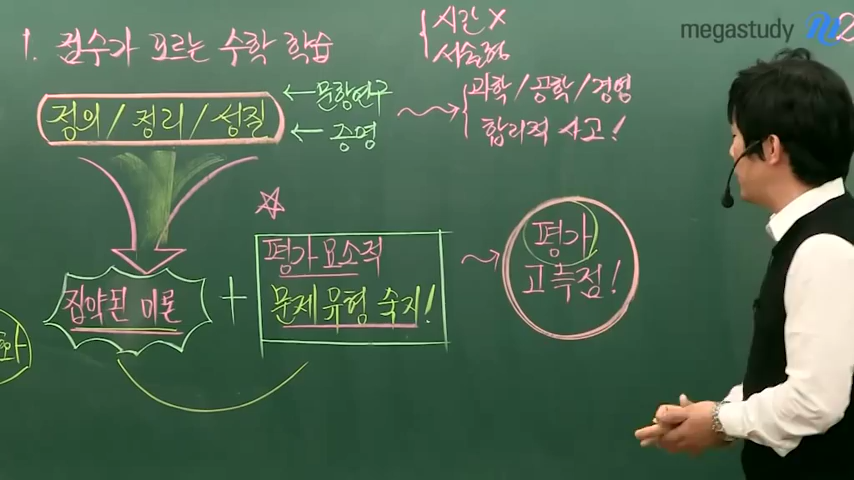 1. 점수가 오르는 수학 학습
시간 X
서술형
megastudy
정의 / 정리 / 성질
← 문항연구
← 증명
과학 / 공학 / 경영
합리적 사고!
집약된 이론
+
평가 요소적
문제 유형 숙지!
평가
고득점!